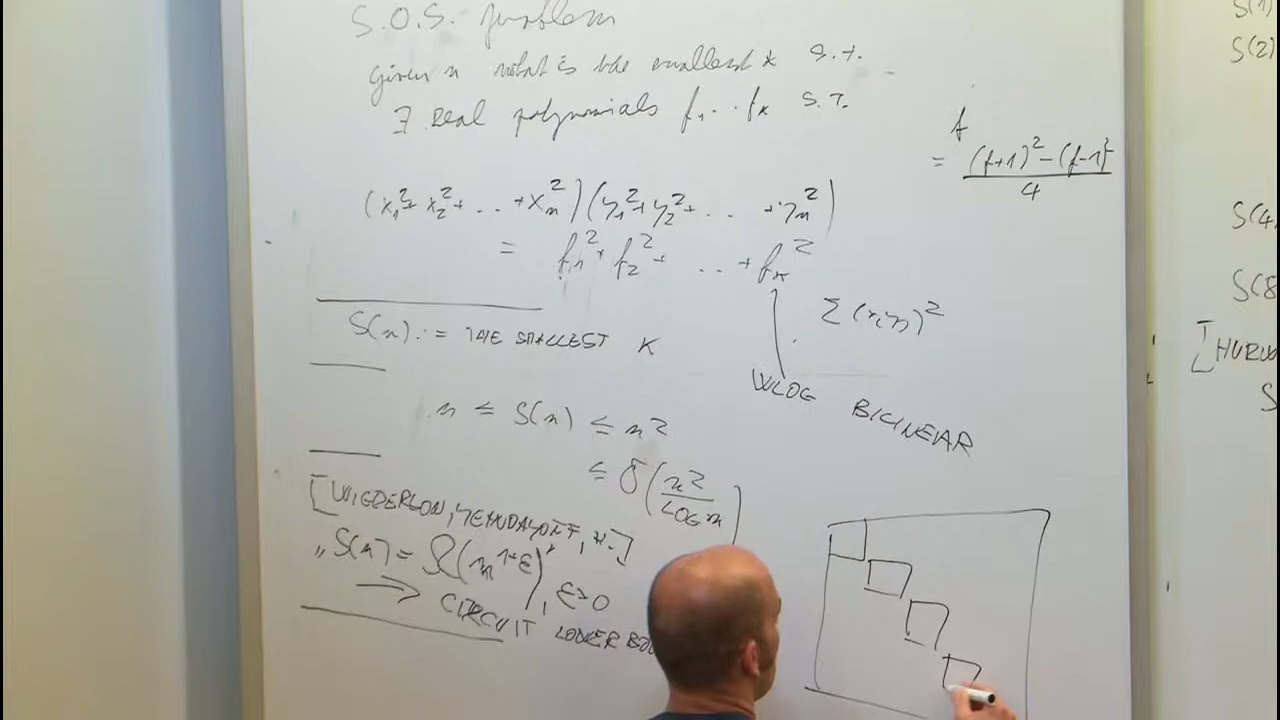 S.O.S. problem
given n what is the smallest k s.t.
∃ real polynomials f₁ .. fₖ s.t.
(x₁²+x₂²+ .. +xₙ²)(y₁²+y₂²+ .. +yₙ²)
= f₁²+f₂²+ .. +fₖ²
S(n) := THE SMALLEST K
Σ(xᵢyⱼ)²
WLOG BILINEAR
n ≤ S(n) ≤ n²
≤ O(n²/LOG n)
[WIGDERSON, YEHUDAYOFF, H.]
"S(n) = Ω(n^{1+ε})", ε>0
⟹ CIRCUIT LOWER
f
= ((f+1)²-(f-1)²)/4
S(1)
S(2)
S(4
S(8
[HURW
S